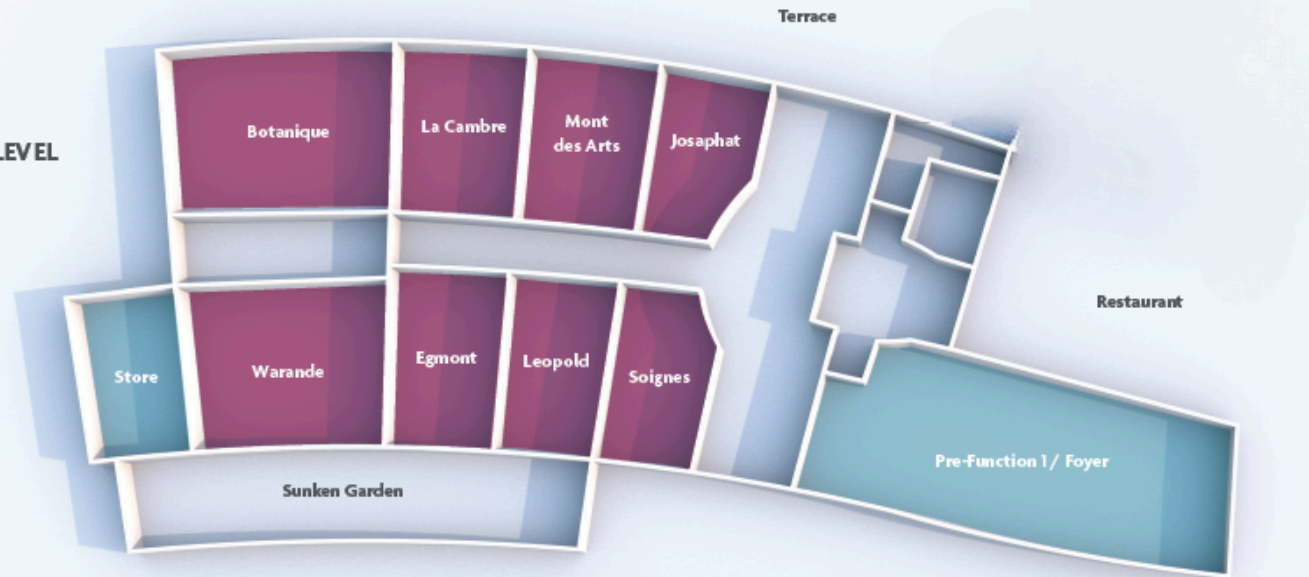 Terrace
Botanique
La Cambre
Mont
des Arts
Josaphat
LEVEL
Restaurant
Store
Warande
Egmont
Leopold
Soignes
Pre-Function 1 / Foyer
Sunken Garden